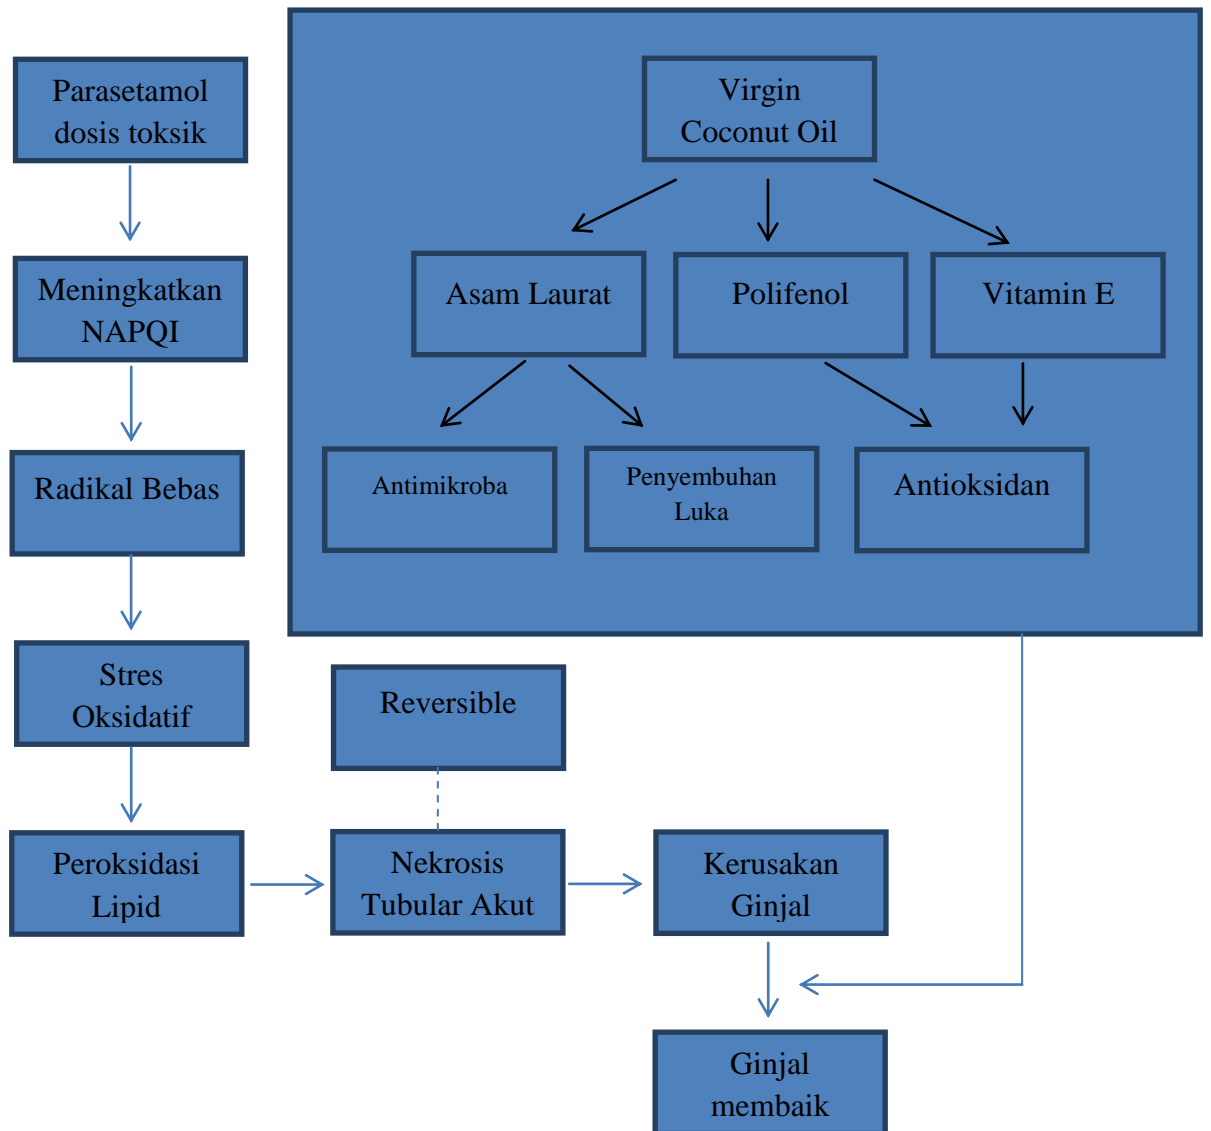 Parasetamol
dosis toksik
Virgin
Coconut Oil
Meningkatkan
NAPQI
Asam Laurat
Polifenol
Vitamin E
Radikal Bebas
Antimikroba
Penyembuhan
Luka
Antioksidan
Stres
Oksidatif
Reversible
Peroksidasi
Lipid
Nekrosis
Tubular Akut
Kerusakan
Ginjal
Ginjal
membaik